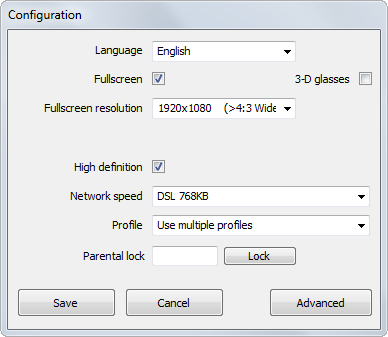 Configuration
Language English
Fullscreen 3-D glasses
Fullscreen resolution 1920x1080 (>4:3 Wide
High definition
Network speed DSL 768KB
Profile Use multiple profiles
Parental lock Lock
Save Cancel Advanced